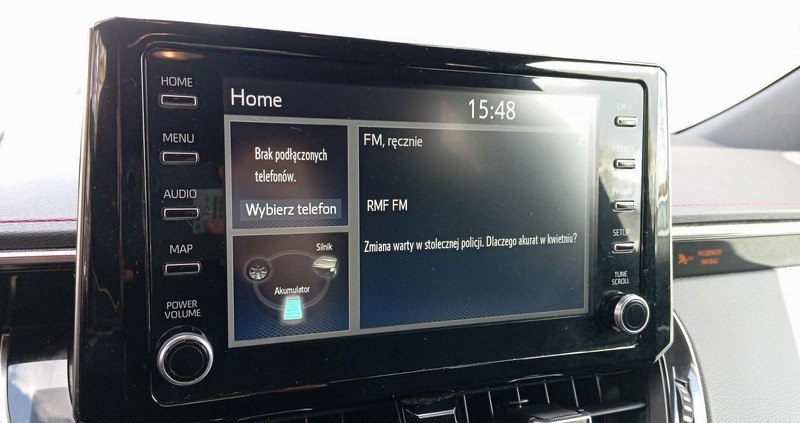 HOME
MENU
AUDIO
MAP
POWER
VOLUME
Home
15:48
Brak podłączonych
telefonów.
Wybierz telefon
Silnik
Akumulator
FM, ręcznie
RMF FM
Zmiana warty w stołecznej policji. Dlaczego akurat w kwietniu?
SETUP
TUNE
SCROLL